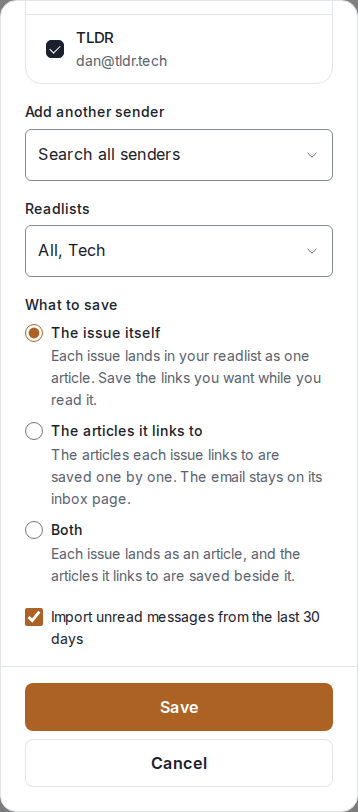 TLDR
dan@tldr.tech
Add another sender
Search all senders
Readlists
All, Tech
What to save
The issue itself
Each issue lands in your readlist as one
article. Save the links you want while you
read it.
The articles it links to
The articles each issue links to are
saved one by one. The email stays on its
inbox page.
Both
Each issue lands as an article, and the
articles it links to are saved beside it.
Import unread messages from the last 30
days
Save
Cancel